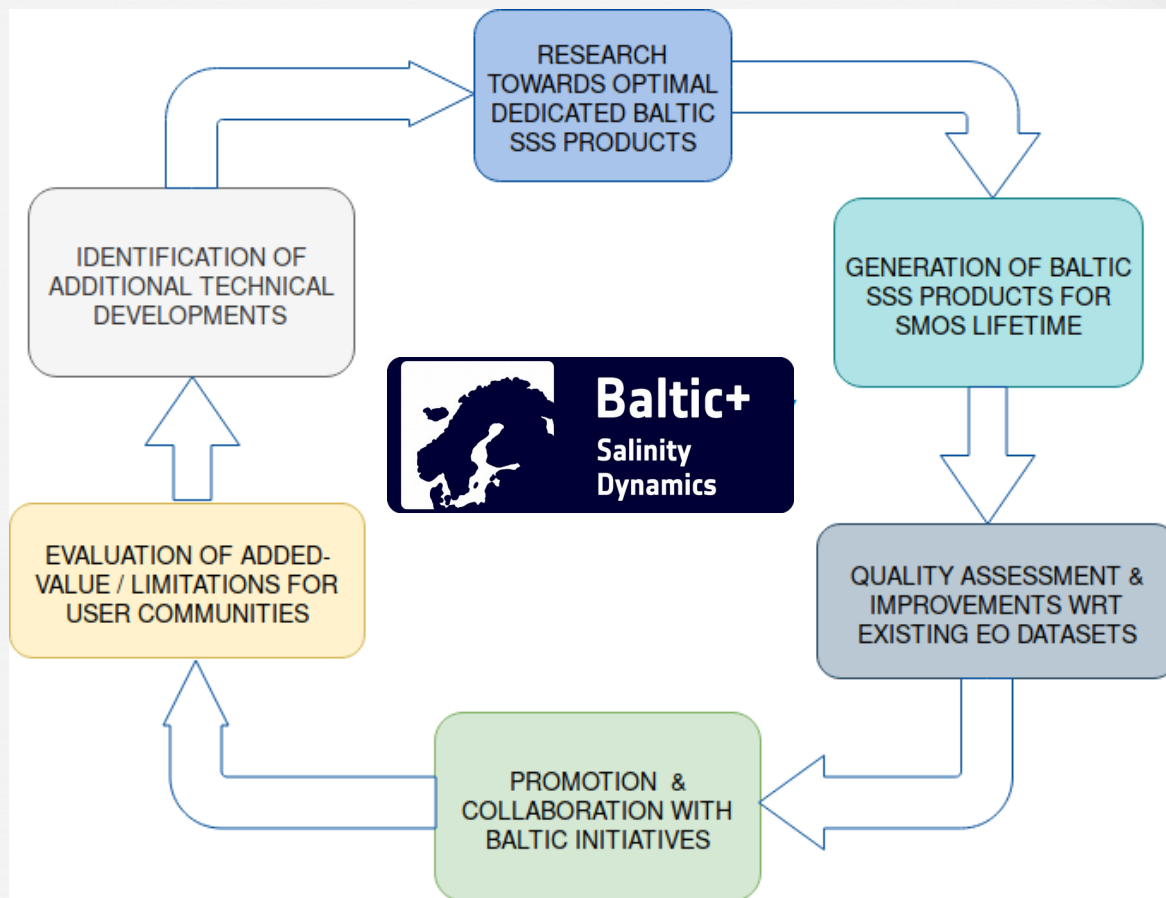 RESEARCH
TOWARDS OPTIMAL
DEDICATED BALTIC
SSS PRODUCTS
GENERATION OF BALTIC
SSS PRODUCTS FOR
SMOS LIFETIME
QUALITY ASSESSMENT &
IMPROVEMENTS WRT
EXISTING EO DATASETS
PROMOTION &
COLLABORATION WITH
BALTIC INITIATIVES
EVALUATION OF ADDED-
VALUE / LIMITATIONS FOR
USER COMMUNITIES
IDENTIFICATION OF
ADDITIONAL TECHNICAL
DEVELOPMENTS
Baltic+
Salinity
Dynamics